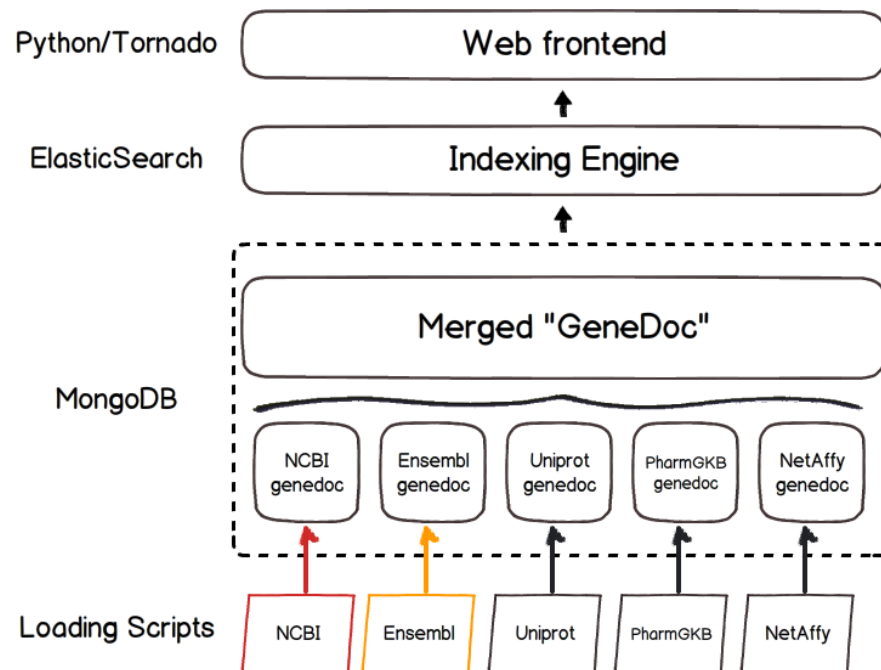 Python/Tornado
Web frontend
ElasticSearch
Indexing Engine
MongoDB
Merged "GeneDoc"
NCBI
genedoc
Ensembl
genedoc
Uniprot
genedoc
PharmGKB
genedoc
NetAffy
genedoc
Loading Scripts
NCBI
Ensembl
Uniprot
PharmGKB
NetAffy